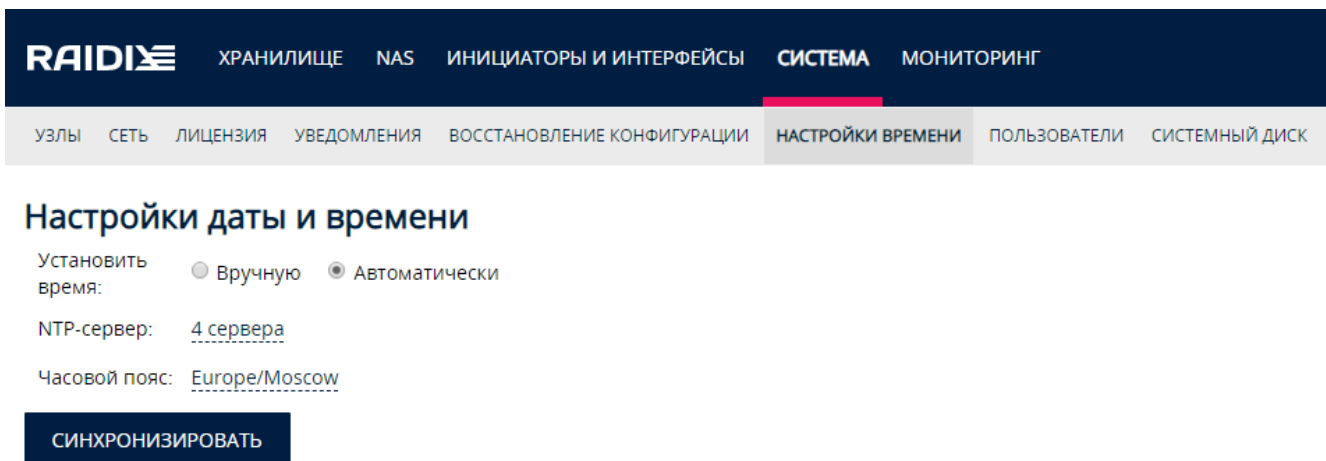 RAIDIX ХРАНИЛИЩЕ NAS ИНИЦИАТОРЫ И ИНТЕРФЕЙСЫ СИСТЕМА МОНИТОРИНГ
УЗЛЫ СЕТЬ ЛИЦЕНЗИЯ УВЕДОМЛЕНИЯ ВОССТАНОВЛЕНИЕ КОНФИГУРАЦИИ НАСТРОЙКИ ВРЕМЕНИ ПОЛЬЗОВАТЕЛИ СИСТЕМНЫЙ ДИСК
Настройки даты и времени
Установить
время: Вручную Автоматически
NTP-сервер: 4 сервера
Часовой пояс: Europe/Moscow
СИНХРОНИЗИРОВАТЬ